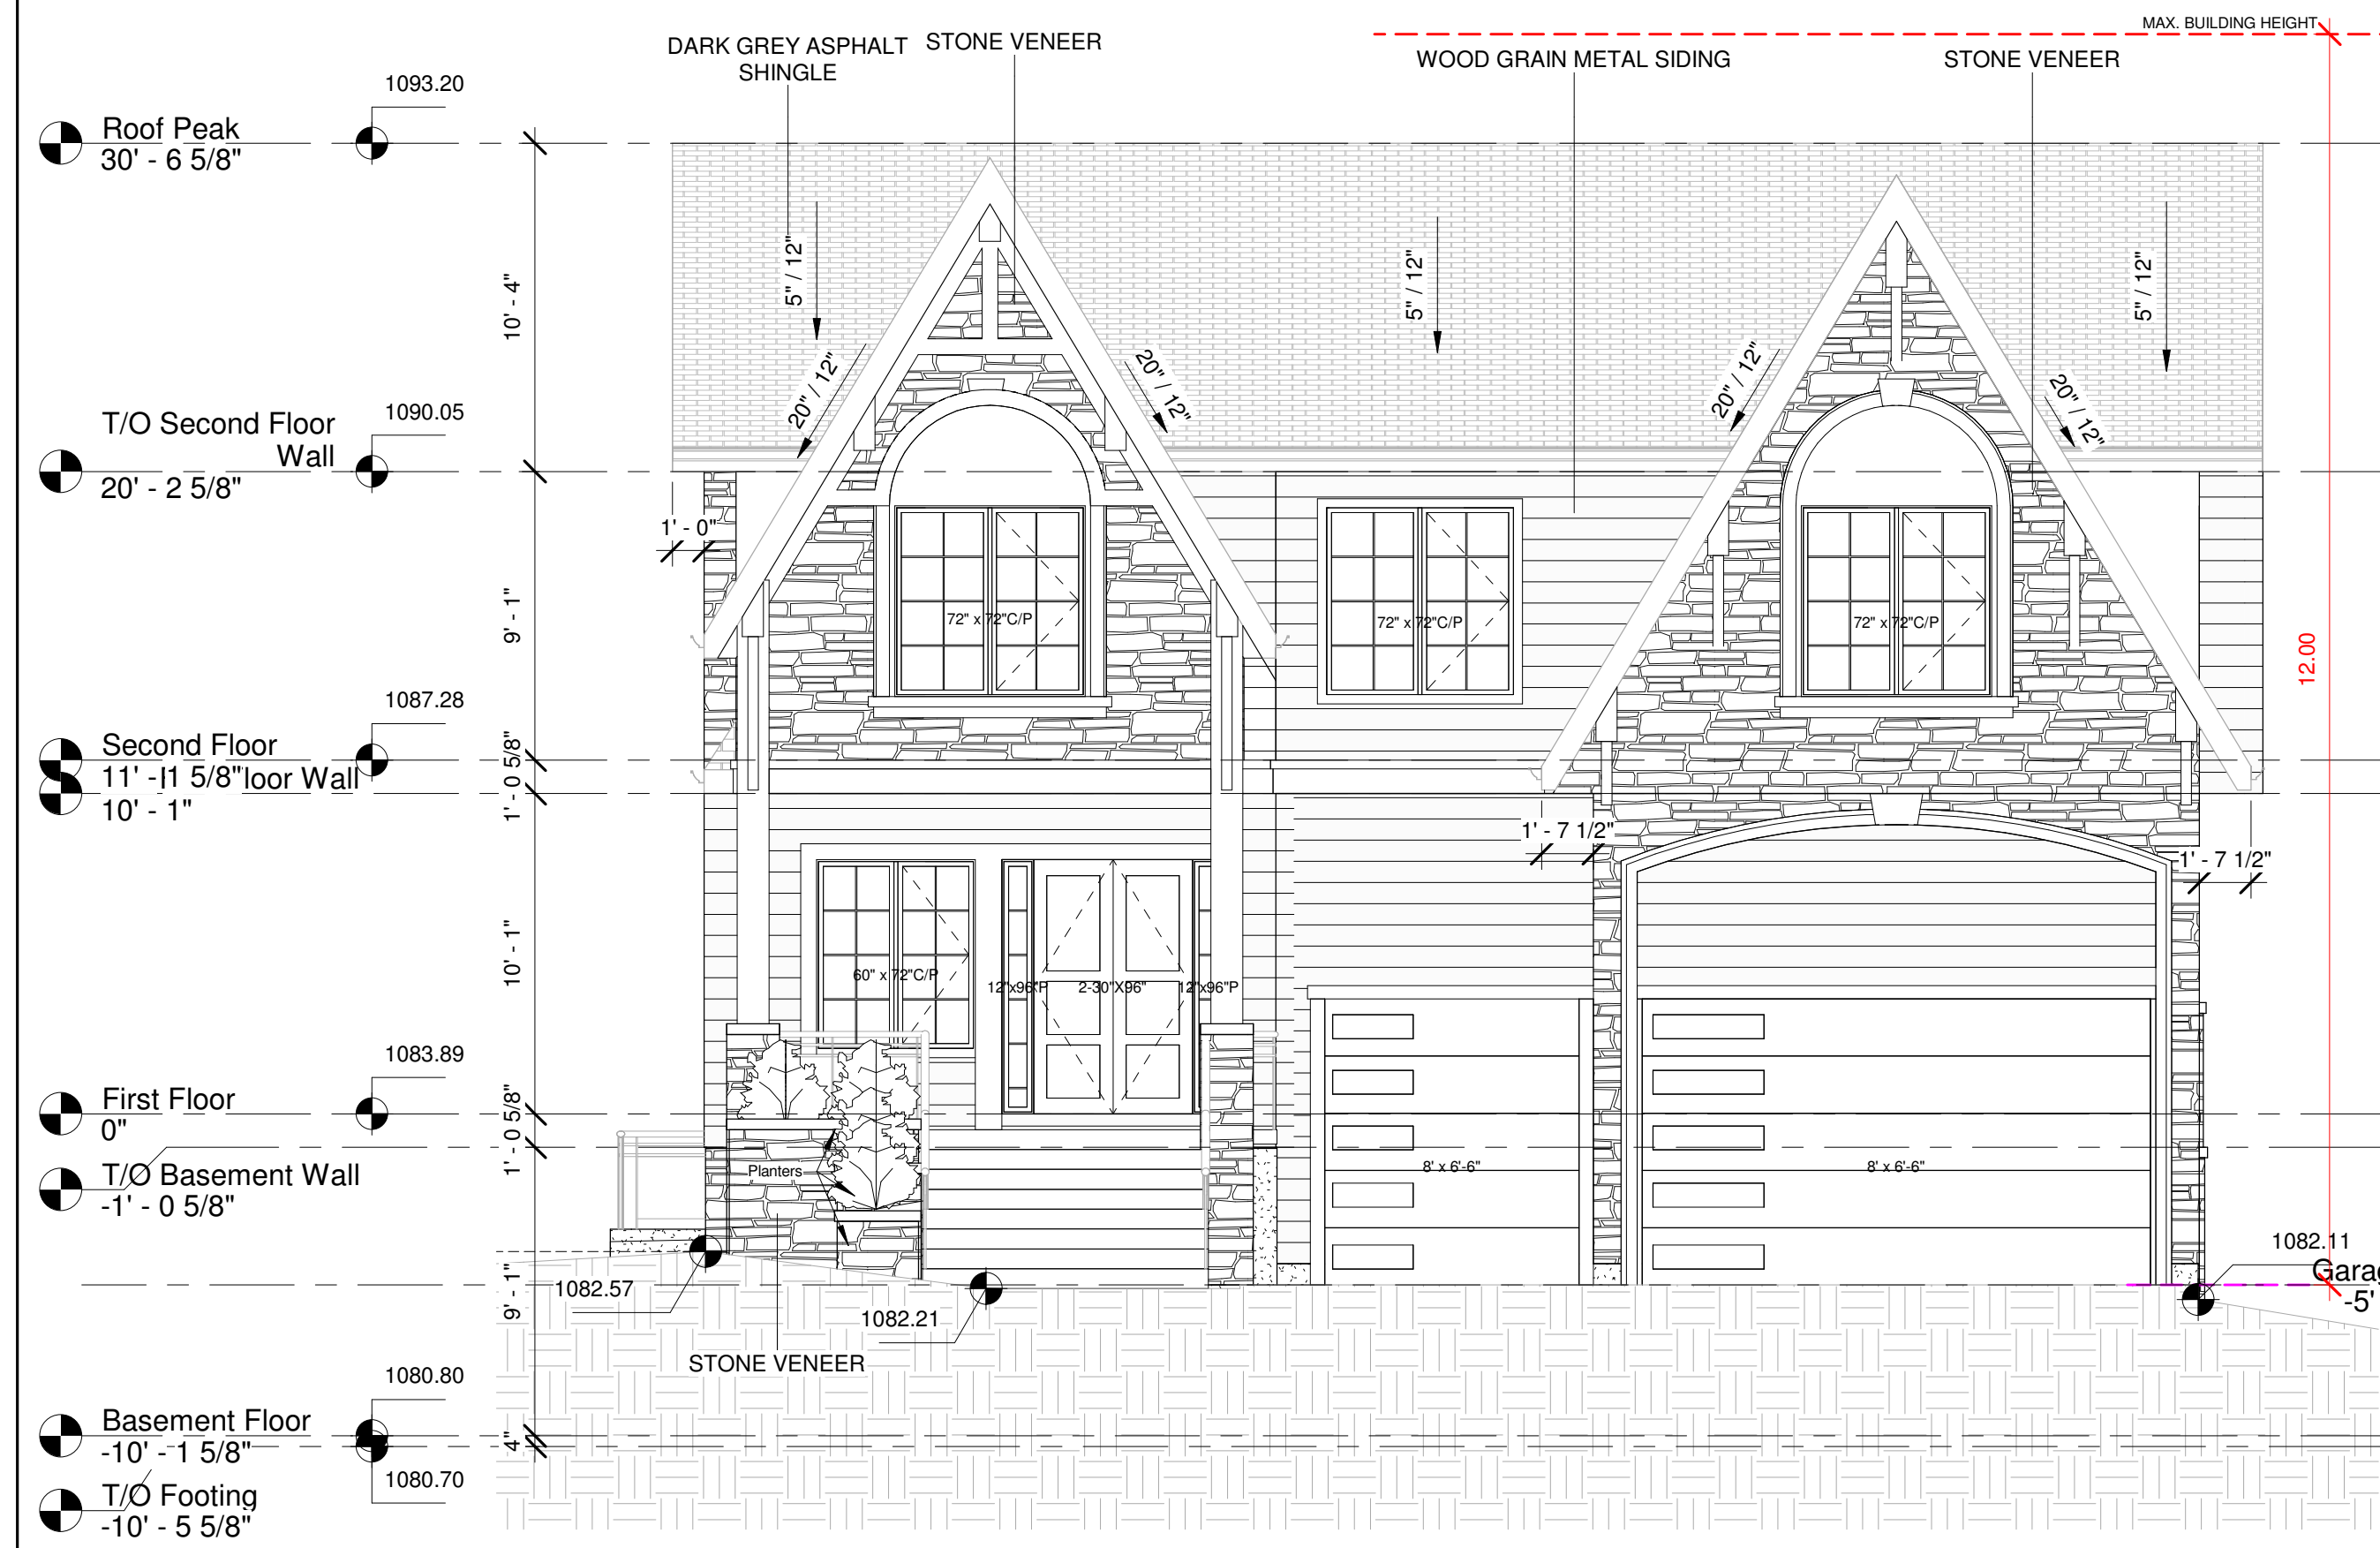 MAX. BUILDING HEIGHT
DARK GREY ASPHALT
SHINGLE
STONE VENEER
WOOD GRAIN METAL SIDING
STONE VENEER
1093.20
Roof Peak
30' - 6 5/8"
10' - 4"
5" / 12"
5" / 12"
5" / 12"
20" / 12"
20" / 12"
20" / 12"
20" / 12"
T/O Second Floor
Wall
1090.05
20' - 2 5/8"
1' - 0"
9' - 1"
72" x 72"C/P
72" x 72"C/P
72" x 72"C/P
12.00
1087.28
Second Floor
11' - 1 5/8"
loor Wall
10' - 1"
1' - 0 5/8"
1' - 7 1/2"
1' - 7 1/2"
10' - 1"
60" x 72"C/P
12"x96"P
2-30"X96"
12"x96"P
1083.89
First Floor
0"
1' - 0 5/8"
T/O Basement Wall
-1' - 0 5/8"
Planters
8' x 6'-6"
8' x 6'-6"
1082.57
1082.21
1082.11
Garag
-5'
9' - 1"
STONE VENEER
1080.80
Basement Floor
-10' - 1 5/8"
4"
1080.70
T/O Footing
-10' - 5 5/8"